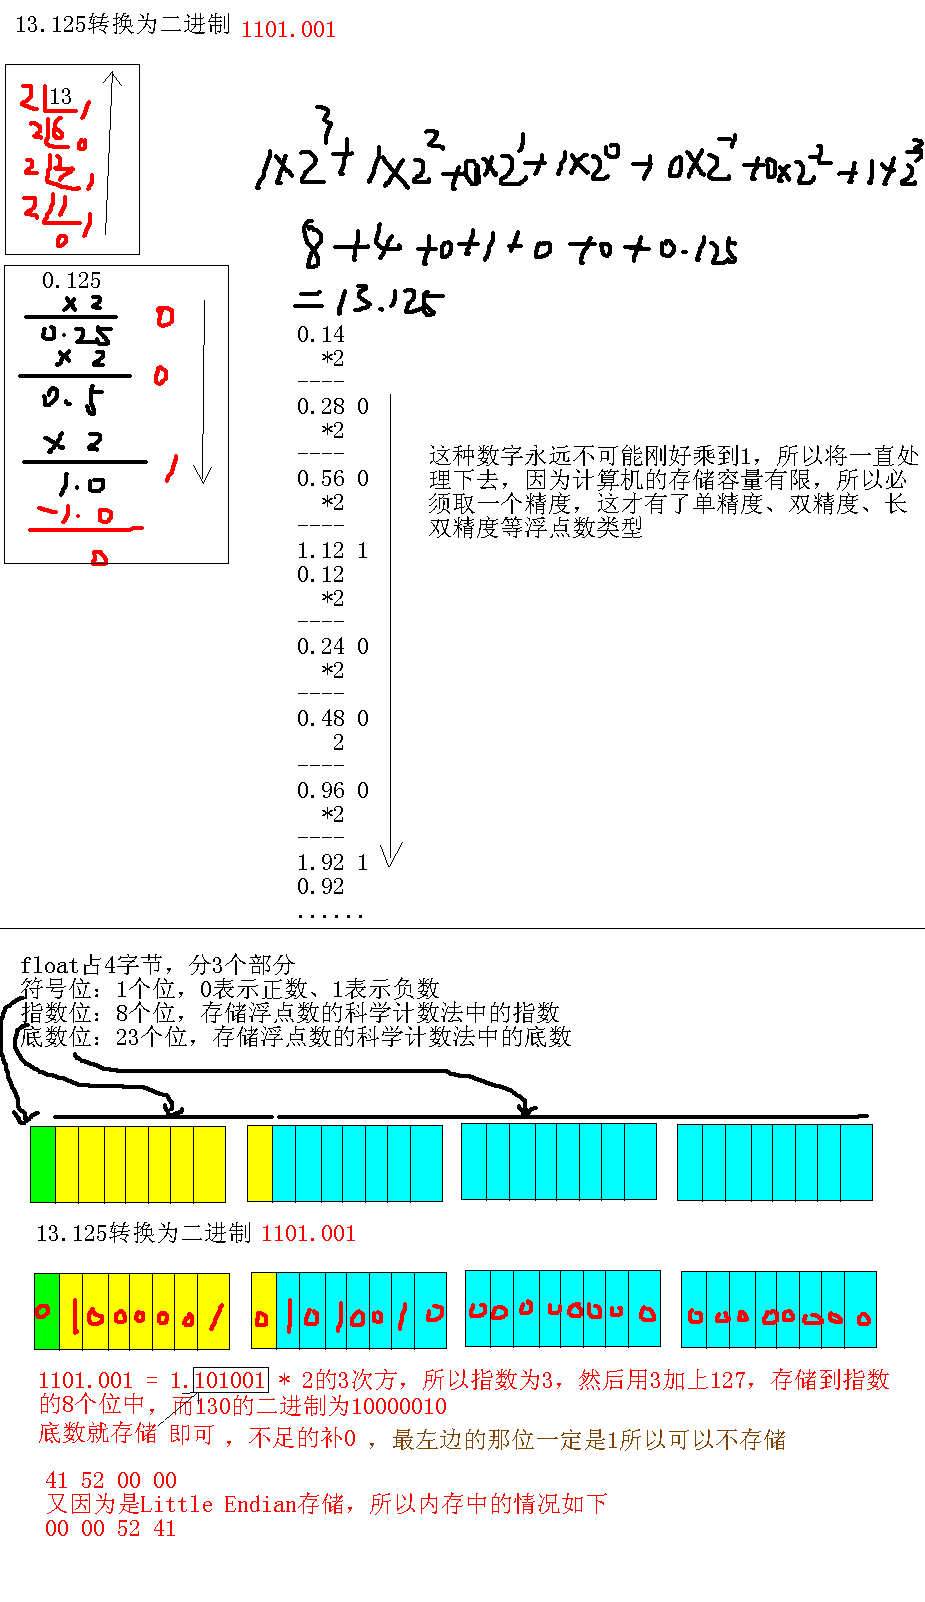 13.125转换为二进制 1101.001
2 13 1
2 6 0
2 3 1
2 1 1
0
1×2³+1×2²+0×2¹+1×2⁰+0×2⁻¹+0×2⁻²+1×2⁻³
8+4+0+1+0+0+0.125
=13.125
0.125
×2
0.25 0
×2
0.5 0
×2
1.0 1
-1.0
0
0.14
*2
----
0.28 0
*2
----
0.56 0
*2
----
1.12 1
0.12
*2
----
0.24 0
*2
----
0.48 0
2
----
0.96 0
*2
----
1.92 1
0.92
......
这种数字永远不可能刚好乘到1，所以将一直处
理下去，因为计算机的存储容量有限，所以必
须取一个精度，这才有了单精度、双精度、长
双精度等浮点数类型
float占4字节，分3个部分
符号位：1个位，0表示正数、1表示负数
指数位：8个位，存储浮点数的科学计数法中的指数
底数位：23个位，存储浮点数的科学计数法中的底数
13.125转换为二进制 1101.001
0 1 0 0 0 0 0 1 0 1 0 1 0 0 1 0 0 0 0 0 0 0 0 0 0 0 0 0 0 0 0 0
1101.001 = 1.101001 * 2的3次方，所以指数为3，然后用3加上127，存储到指数
的8个位中，而130的二进制为10000010
底数就存储 即可 ，不足的补0 ，最左边的那位一定是1所以可以不存储
41 52 00 00
又因为是Little Endian存储，所以内存中的情况如下
00 00 52 41